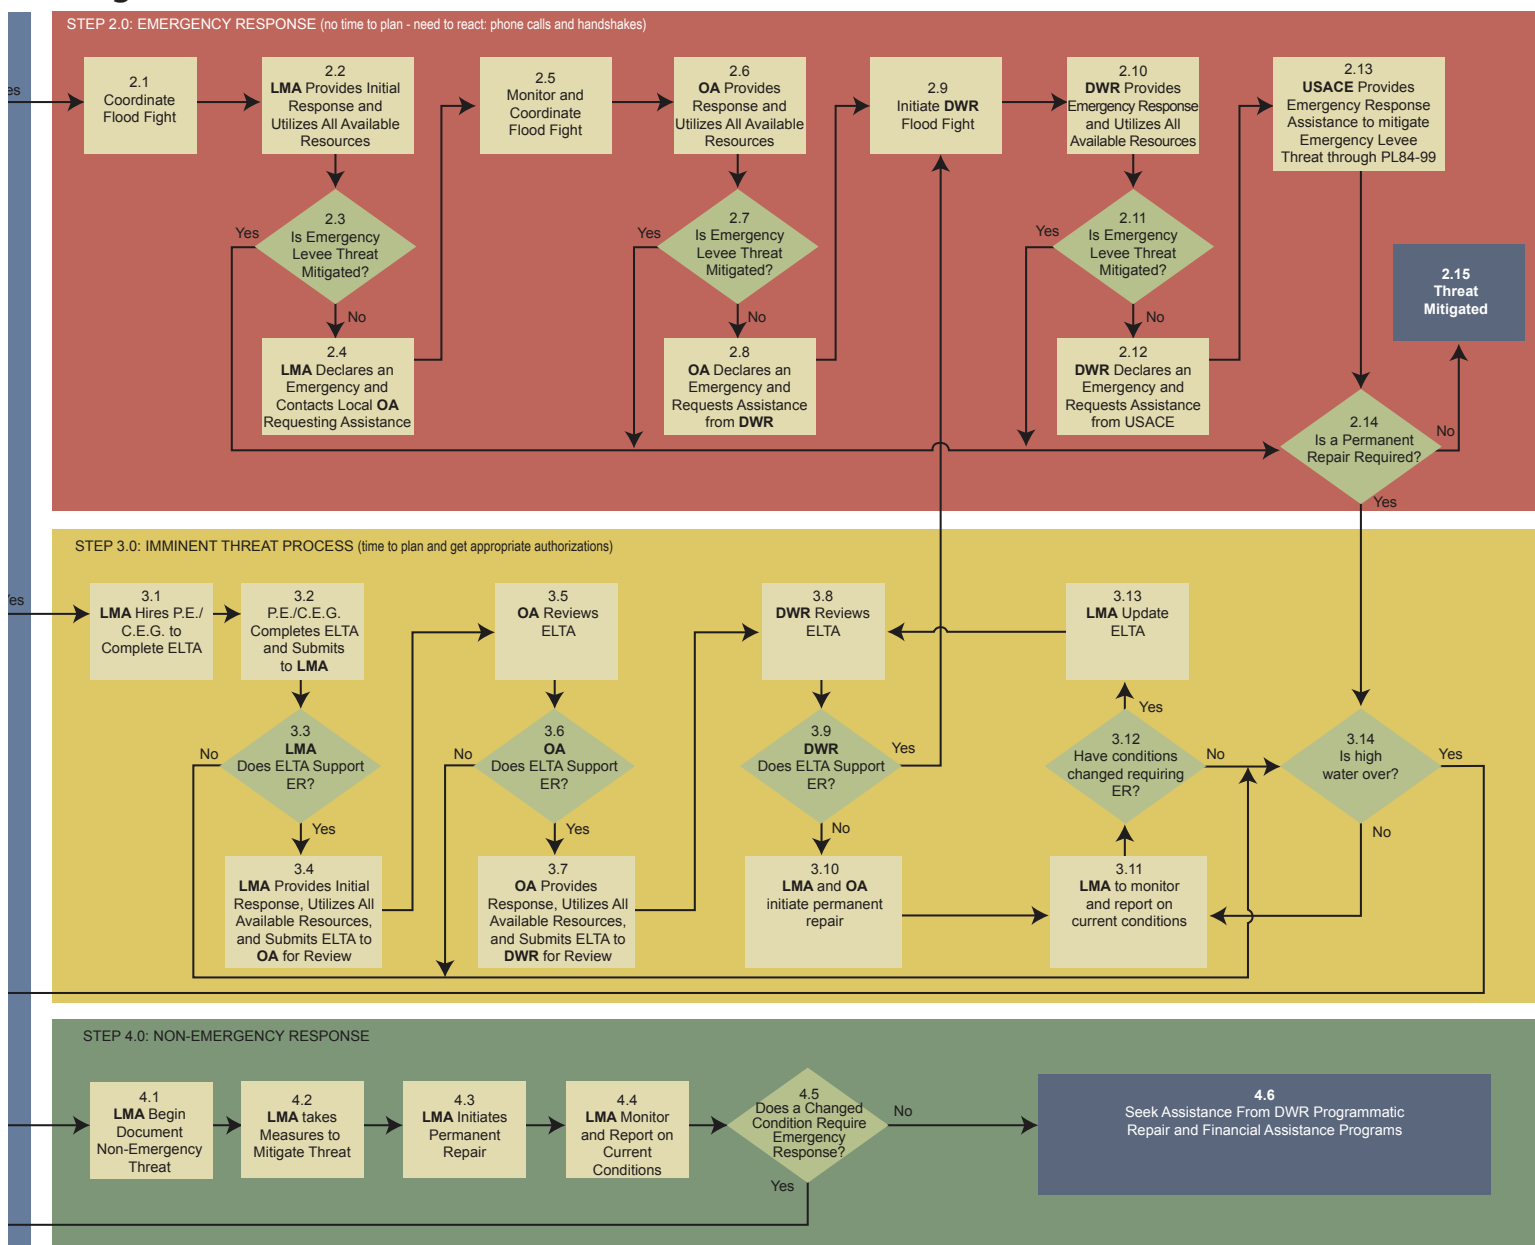 STEP 2.0: EMERGENCY RESPONSE (no time to plan - need to react: phone calls and handshakes)
2.1
Coordinate
Flood Fight
2.2
LMA Provides Initial
Response and
Utilizes All Available
Resources
2.3
Is Emergency
Levee Threat
Mitigated?
Yes
No
2.4
LMA Declares an
Emergency and
Contacts Local OA
Requesting Assistance
2.5
Monitor and
Coordinate
Flood Fight
2.6
OA Provides
Response and
Utilizes All Available
Resources
2.7
Is Emergency
Levee Threat
Mitigated?
Yes
No
2.8
OA Declares an
Emergency and
Requests Assistance
from DWR
2.9
Initiate DWR
Flood Fight
2.10
DWR Provides
Emergency Response
and Utilizes All
Available Resources
2.11
Is Emergency
Levee Threat
Mitigated?
Yes
No
2.12
DWR Declares an
Emergency and
Requests Assistance
from USACE
2.13
USACE Provides
Emergency Response
Assistance to mitigate
Emergency Levee
Threat through PL84-99
2.14
Is a Permanent
Repair Required?
No
Yes
2.15
Threat
Mitigated
STEP 3.0: IMMINENT THREAT PROCESS (time to plan and get appropriate authorizations)
3.1
LMA Hires P.E./
C.E.G. to
Complete ELTA
3.2
P.E./C.E.G.
Completes ELTA
and Submits
to LMA
3.3
LMA
Does ELTA Support
ER?
No
Yes
3.4
LMA Provides Initial
Response, Utilizes All
Available Resources,
and Submits ELTA to
OA for Review
3.5
OA Reviews
ELTA
3.6
OA
Does ELTA Support
ER?
No
Yes
3.7
OA Provides
Response, Utilizes All
Available Resources,
and Submits ELTA to
DWR for Review
3.8
DWR Reviews
ELTA
3.9
DWR
Does ELTA Support
ER?
Yes
No
3.10
LMA and OA
initiate permanent
repair
3.11
LMA to monitor
and report on
current conditions
3.12
Have conditions
changed requiring
ER?
Yes
No
3.13
LMA Update
ELTA
3.14
Is high
water over?
Yes
No
STEP 4.0: NON-EMERGENCY RESPONSE
4.1
LMA Begin
Document
Non-Emergency
Threat
4.2
LMA takes
Measures to
Mitigate Threat
4.3
LMA Initiates
Permanent
Repair
4.4
LMA Monitor
and Report on
Current
Conditions
4.5
Does a Changed
Condition Require
Emergency
Response?
No
Yes
4.6
Seek Assistance From DWR Programmatic
Repair and Financial Assistance Programs